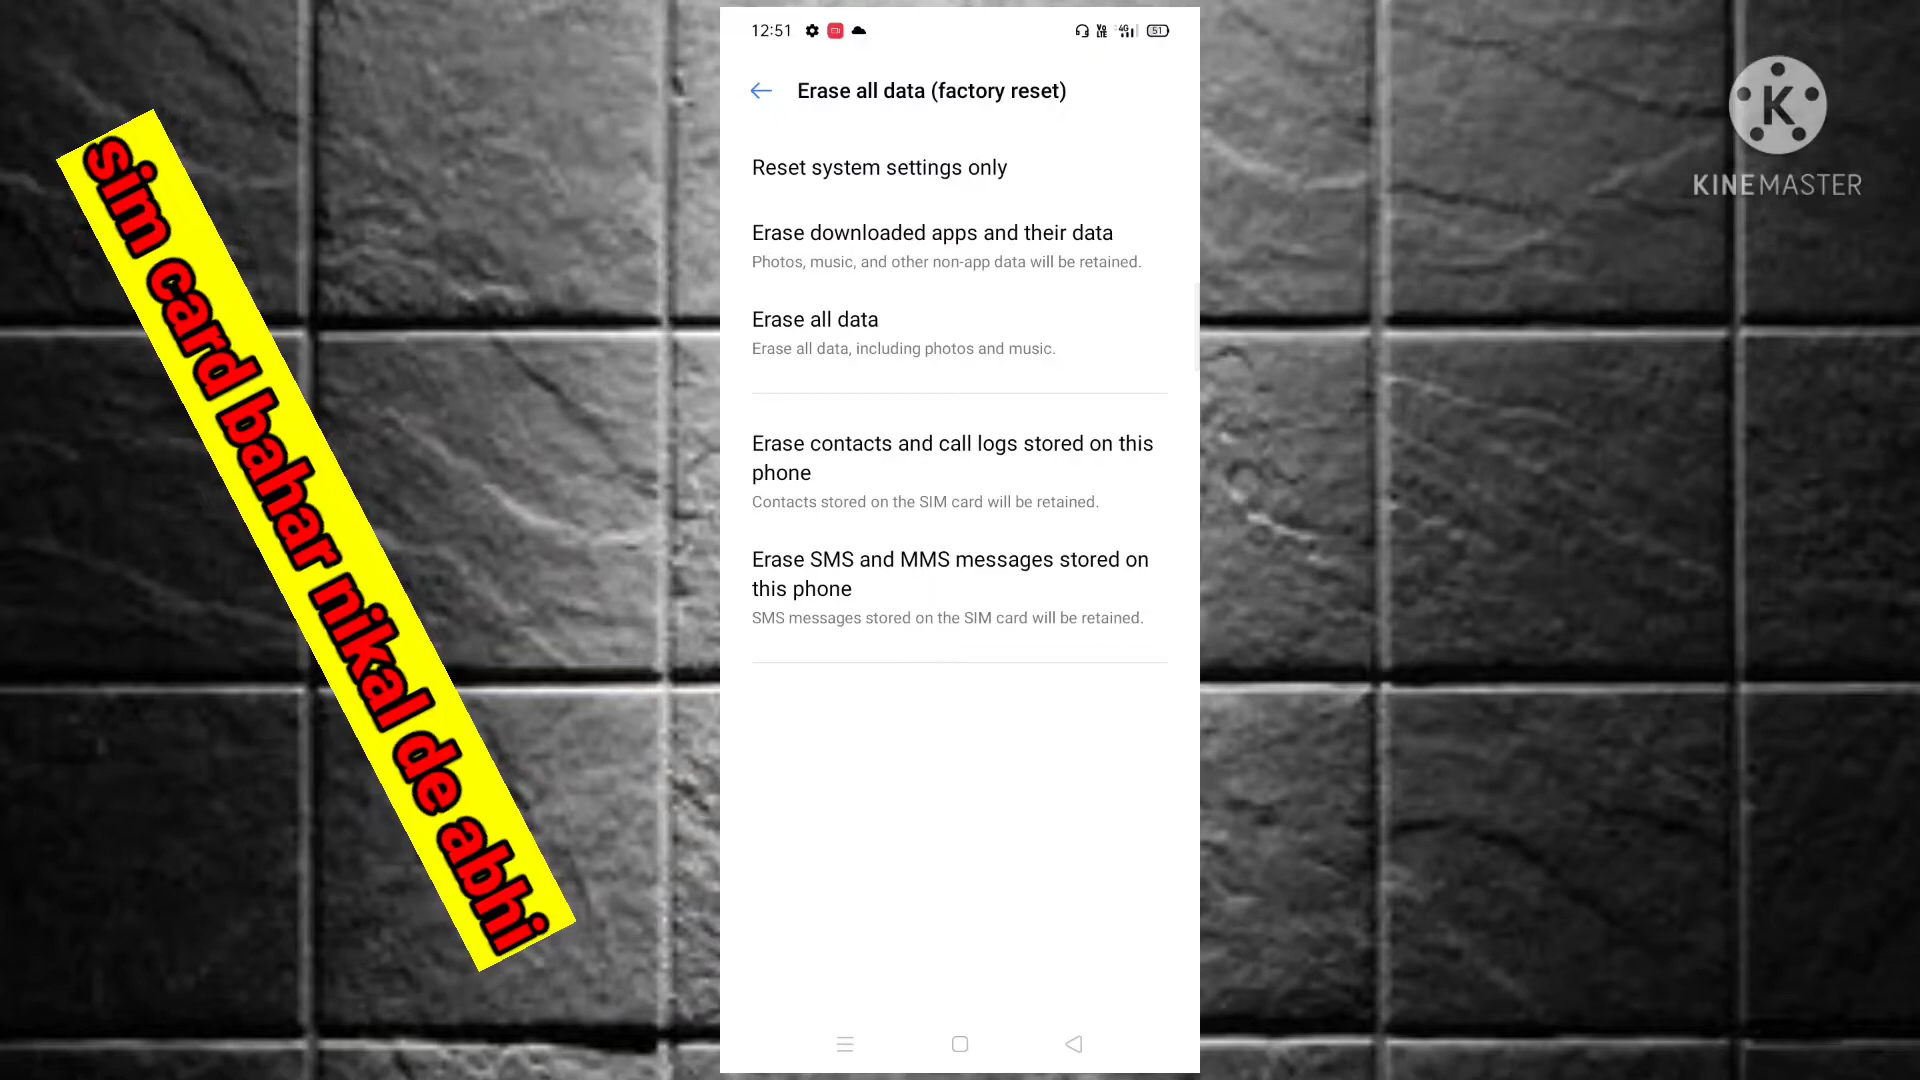 12:51
VoLTE 4G 51
Erase all data (factory reset)
Reset system settings only
Erase downloaded apps and their data
Photos, music, and other non-app data will be retained.
Erase all data
Erase all data, including photos and music.
Erase contacts and call logs stored on this
phone
Contacts stored on the SIM card will be retained.
Erase SMS and MMS messages stored on
this phone
SMS messages stored on the SIM card will be retained.
sim card bahar nikal de abhi
K
KINEMASTER